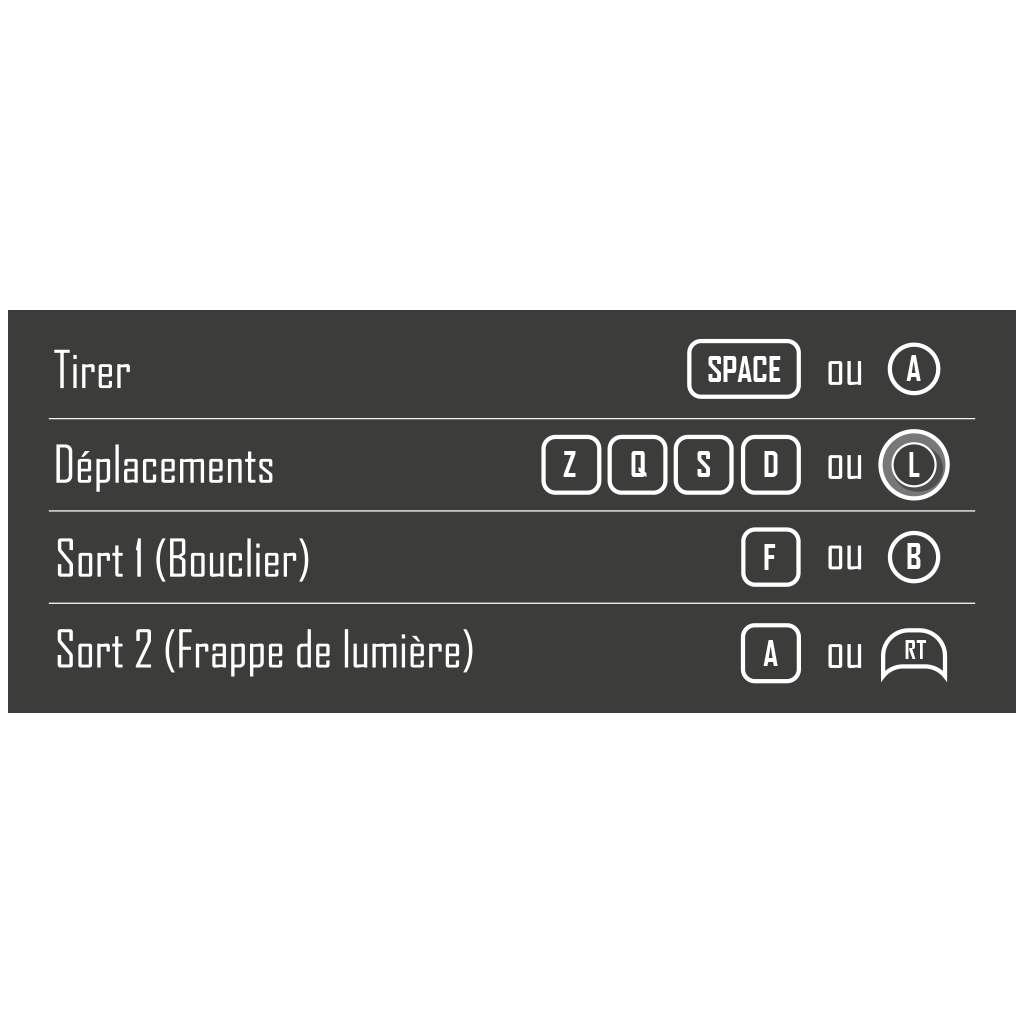 Tirer SPACE ou A
Déplacements Z Q S D ou L
Sort 1 (Bouclier) F ou B
Sort 2 (Frappe de lumière) A ou RT